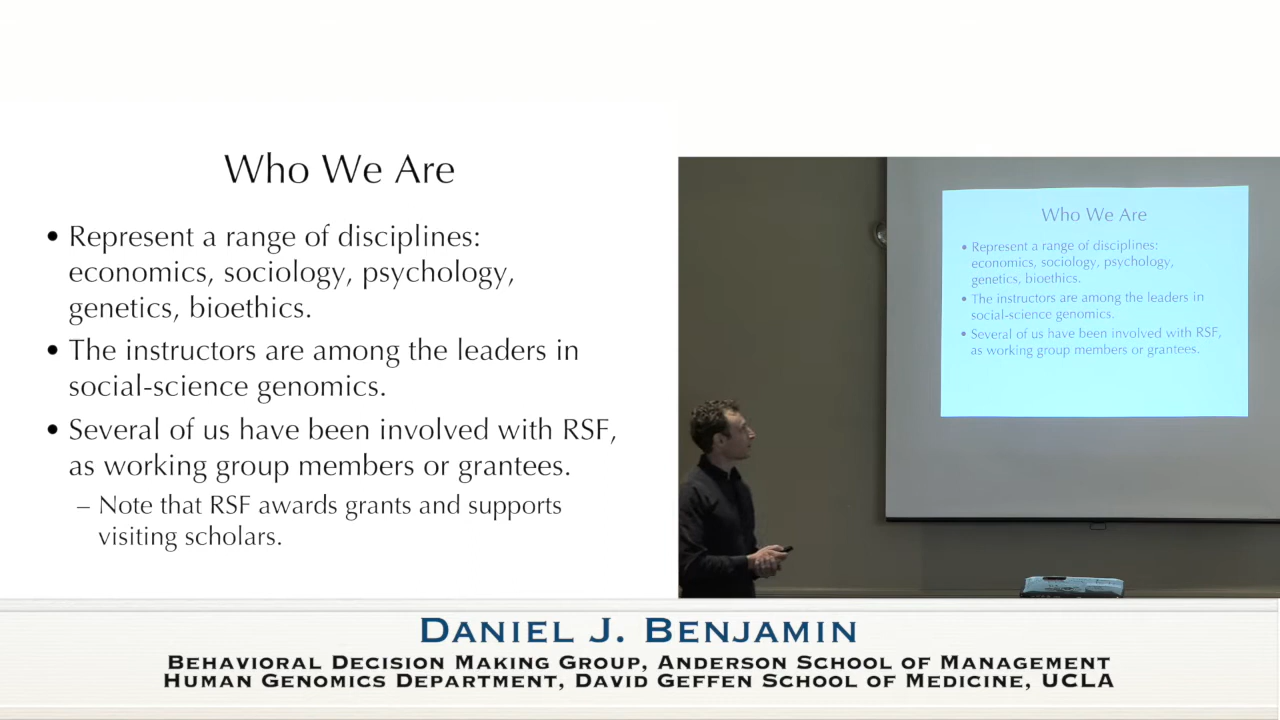 Who We Are
• Represent a range of disciplines:
economics, sociology, psychology,
genetics, bioethics.
• The instructors are among the leaders in
social-science genomics.
• Several of us have been involved with RSF,
as working group members or grantees.
– Note that RSF awards grants and supports
visiting scholars.
Who We Are
• Represent a range of disciplines:
economics, sociology, psychology,
genetics, bioethics.
• The instructors are among the leaders in
social-science genomics.
• Several of us have been involved with RSF,
as working group members or grantees.
Daniel J. Benjamin
Behavioral Decision Making Group, Anderson School of Management
Human Genomics Department, David Geffen School of Medicine, UCLA